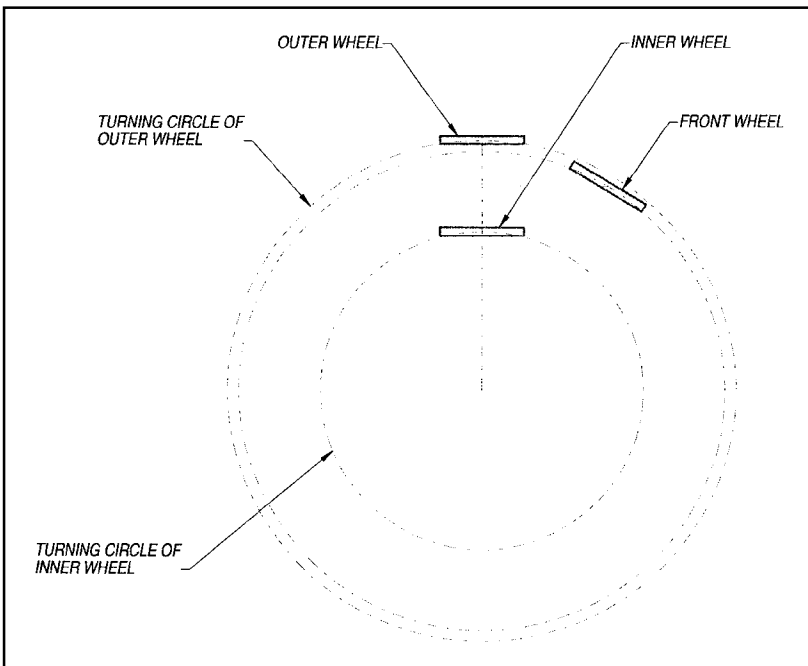 OUTER WHEEL
INNER WHEEL
TURNING CIRCLE OF
OUTER WHEEL
FRONT WHEEL
TURNING CIRCLE OF
INNER WHEEL